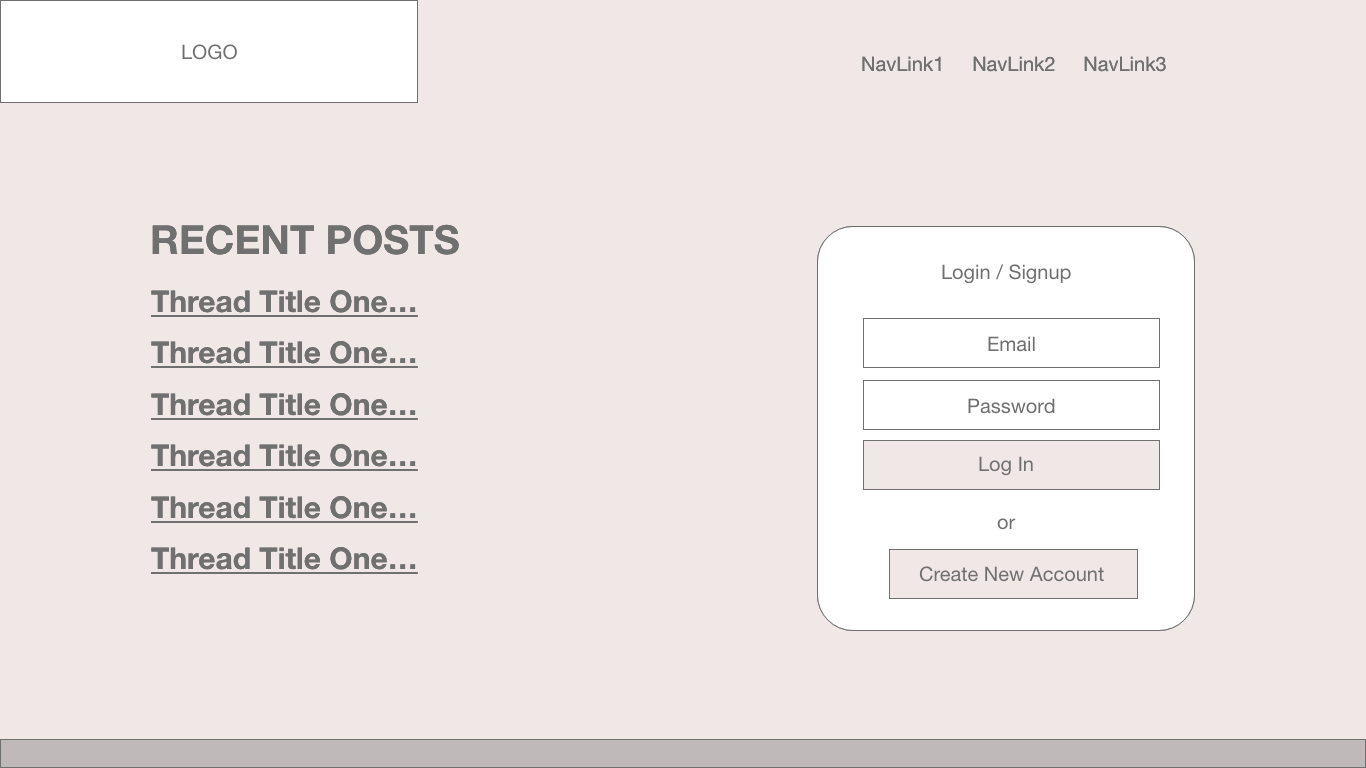 LOGO
NavLink1 NavLink2 NavLink3
RECENT POSTS
Thread Title One...
Thread Title One...
Thread Title One...
Thread Title One...
Thread Title One...
Thread Title One...
Login / Signup
Email
Password
Log In
or
Create New Account